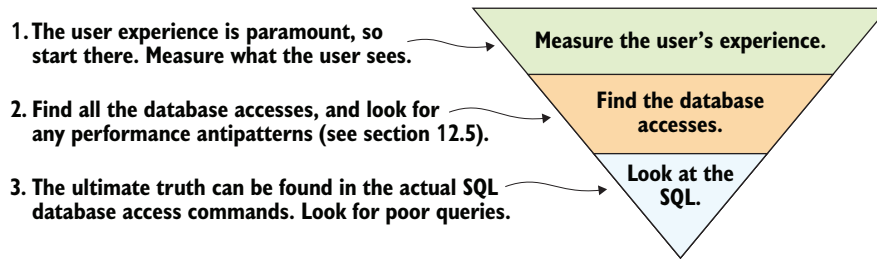 1. The user experience is paramount, so
start there. Measure what the user sees.
Measure the user's experience.
2. Find all the database accesses, and look for
any performance antipatterns (see section 12.5).
Find the database
accesses.
3. The ultimate truth can be found in the actual SQL
database access commands. Look for poor queries.
Look at the
SQL.